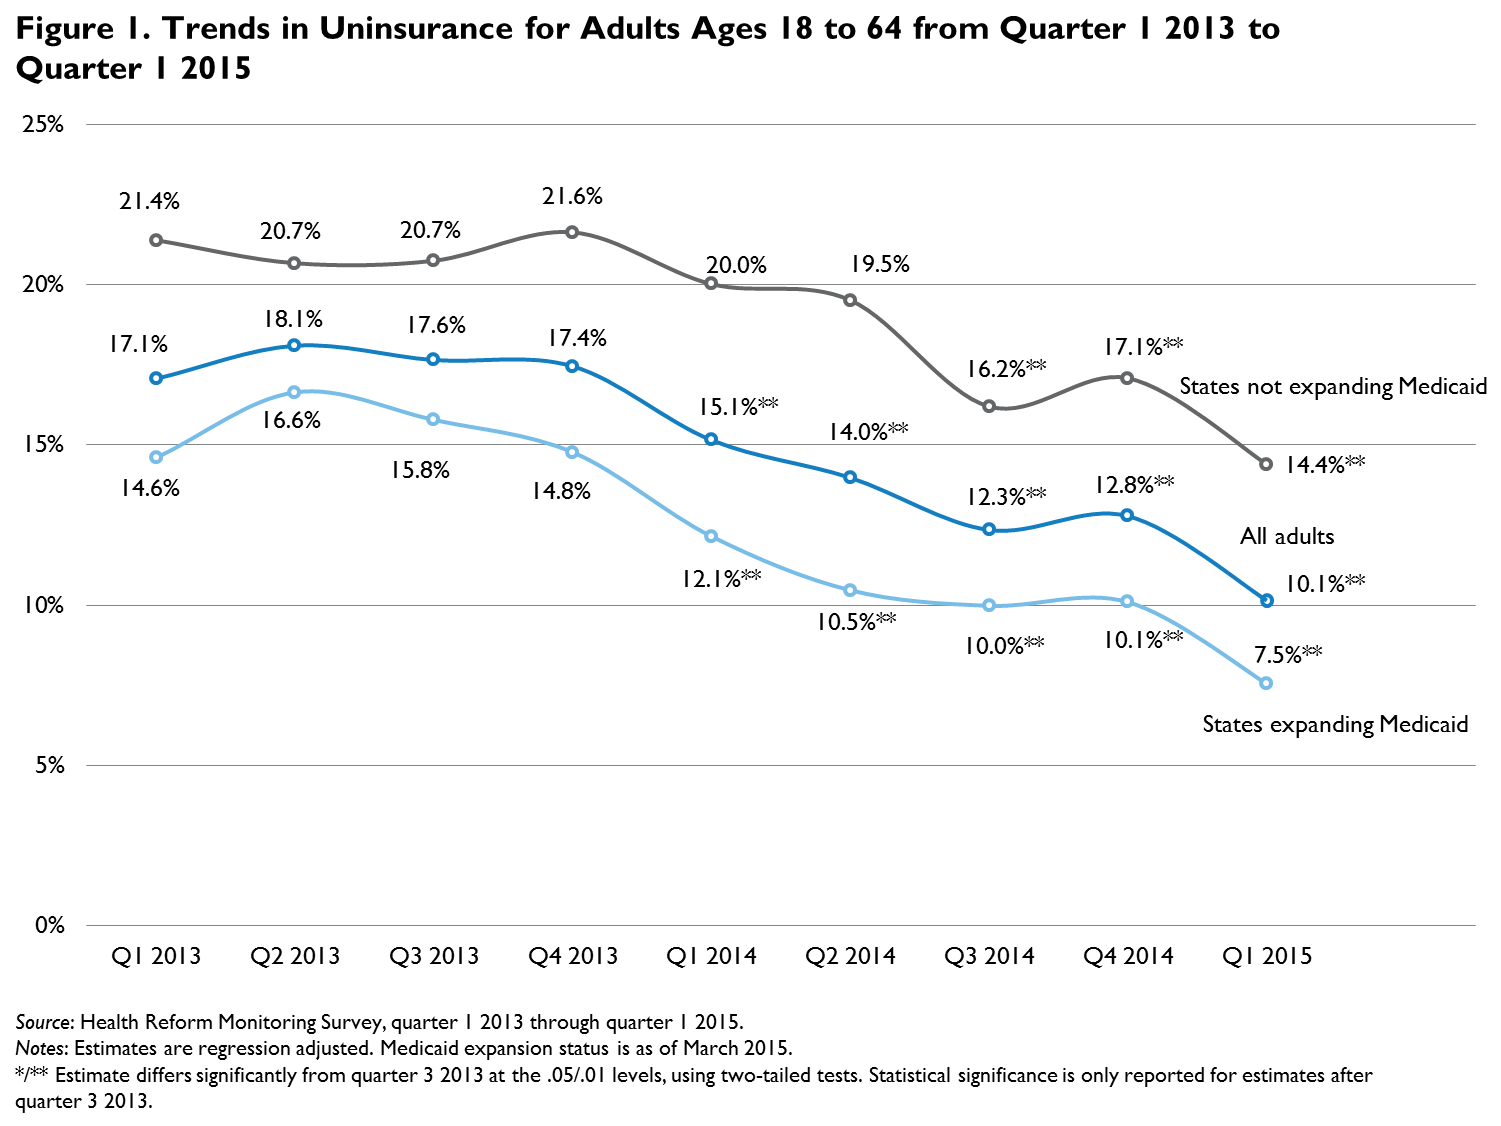 Figure 1. Trends in Uninsurance for Adults Ages 18 to 64 from Quarter 1 2013 to
Quarter 1 2015
25%
20%
15%
10%
5%
0%
21.4%
20.7%
20.7%
21.6%
20.0%
19.5%
16.2%**
17.1%**
14.4%**
States not expanding Medicaid
17.1%
18.1%
17.6%
17.4%
15.1%**
14.0%**
12.3%**
12.8%**
10.1%**
All adults
14.6%
16.6%
15.8%
14.8%
12.1%**
10.5%**
10.0%**
10.1%**
7.5%**
States expanding Medicaid
Q1 2013
Q2 2013
Q3 2013
Q4 2013
Q1 2014
Q2 2014
Q3 2014
Q4 2014
Q1 2015
Source: Health Reform Monitoring Survey, quarter 1 2013 through quarter 1 2015.
Notes: Estimates are regression adjusted. Medicaid expansion status is as of March 2015.
*/** Estimate differs significantly from quarter 3 2013 at the .05/.01 levels, using two-tailed tests. Statistical significance is only reported for estimates after
quarter 3 2013.